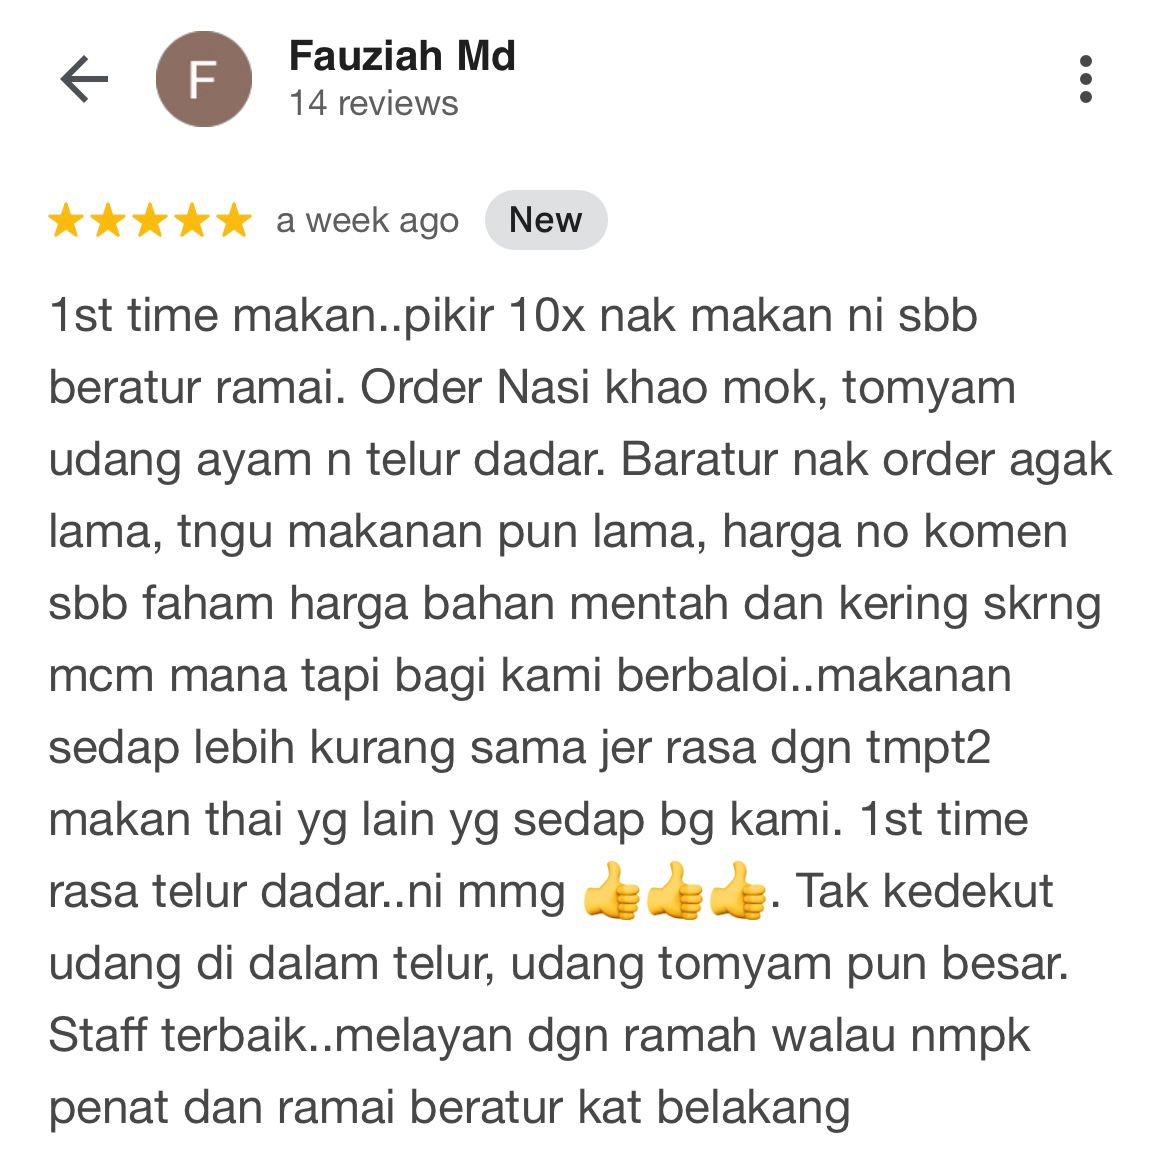 F
Fauziah Md
14 reviews
a week ago New
1st time makan..pikir 10x nak makan ni sbb
beratur ramai. Order Nasi khao mok, tomyam
udang ayam n telur dadar. Baratur nak order agak
lama, tngu makanan pun lama, harga no komen
sbb faham harga bahan mentah dan kering skrng
mcm mana tapi bagi kami berbaloi..makanan
sedap lebih kurang sama jer rasa dgn tmpt2
makan thai yg lain yg sedap bg kami. 1st time
rasa telur dadar..ni mmg 👍👍👍. Tak kedekut
udang di dalam telur, udang tomyam pun besar.
Staff terbaik..melayan dgn ramah walau nmpk
penat dan ramai beratur kat belakang